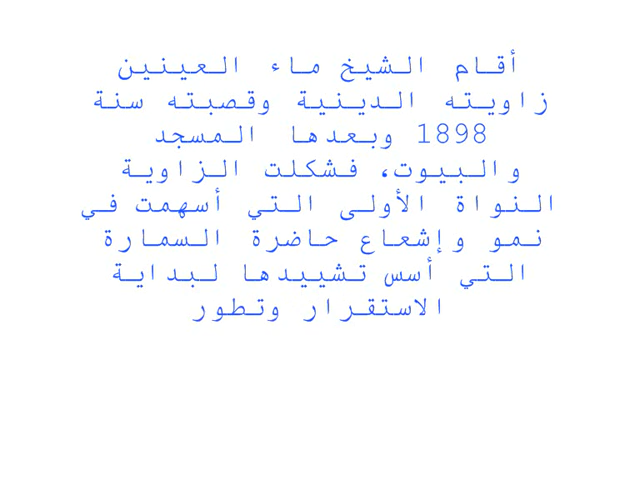 أقام الشيخ ماء العينين
زاويته الدينية وقصبته سنة
1898 وبعدها المسجد
والبيوت، فشكلت الزاوية
النواة الأولى التي أسهمت في
نمو وإشعاع حاضرة السمارة
التي أسس تشييدها لبداية
الاستقرار وتطور